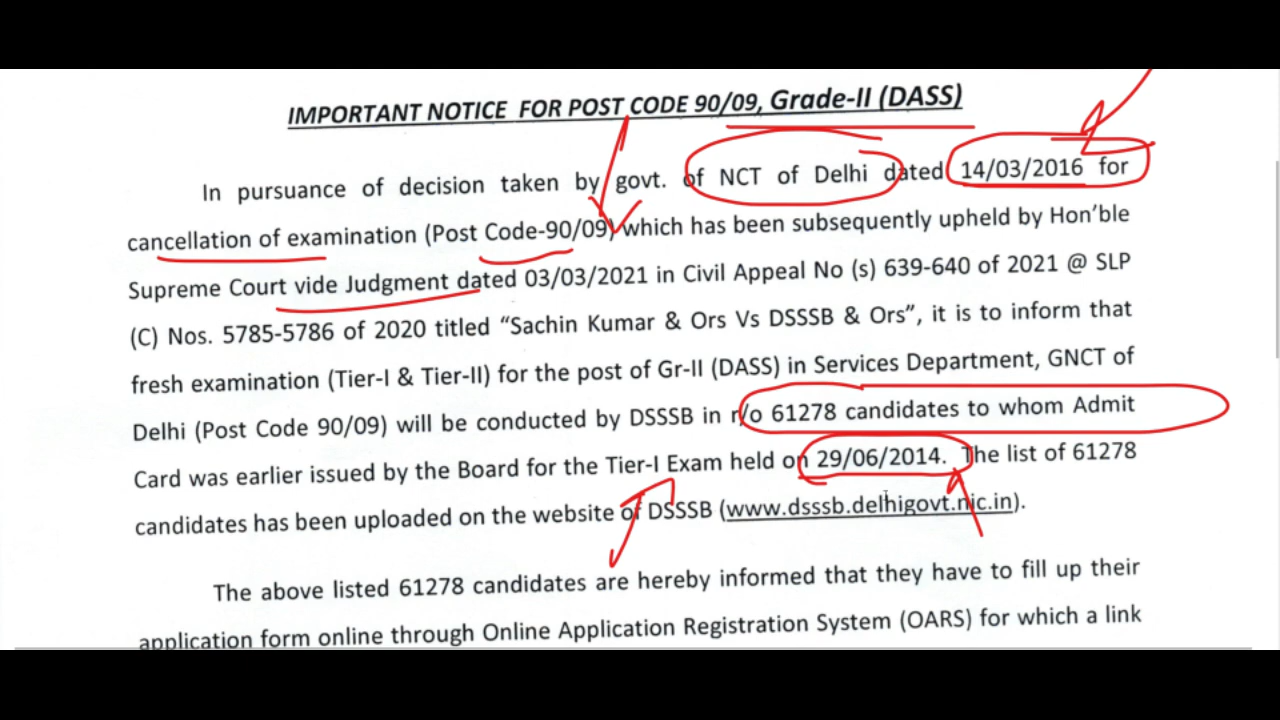 IMPORTANT NOTICE FOR POST CODE 90/09, Grade-II (DASS)
In pursuance of decision taken by govt. of NCT of Delhi dated 14/03/2016 for
cancellation of examination (Post Code-90/09) which has been subsequently upheld by Hon’ble
Supreme Court vide Judgment dated 03/03/2021 in Civil Appeal No (s) 639-640 of 2021 @ SLP
(C) Nos. 5785-5786 of 2020 titled “Sachin Kumar & Ors Vs DSSSB & Ors”, it is to inform that
fresh examination (Tier-I & Tier-II) for the post of Gr-II (DASS) in Services Department, GNCT of
Delhi (Post Code 90/09) will be conducted by DSSSB in r/o 61278 candidates to whom Admit
Card was earlier issued by the Board for the Tier-I Exam held on 29/06/2014. The list of 61278
candidates has been uploaded on the website of DSSSB (www.dsssb.delhigovt.nic.in).
The above listed 61278 candidates are hereby informed that they have to fill up their
application form online through Online Application Registration System (OARS) for which a link